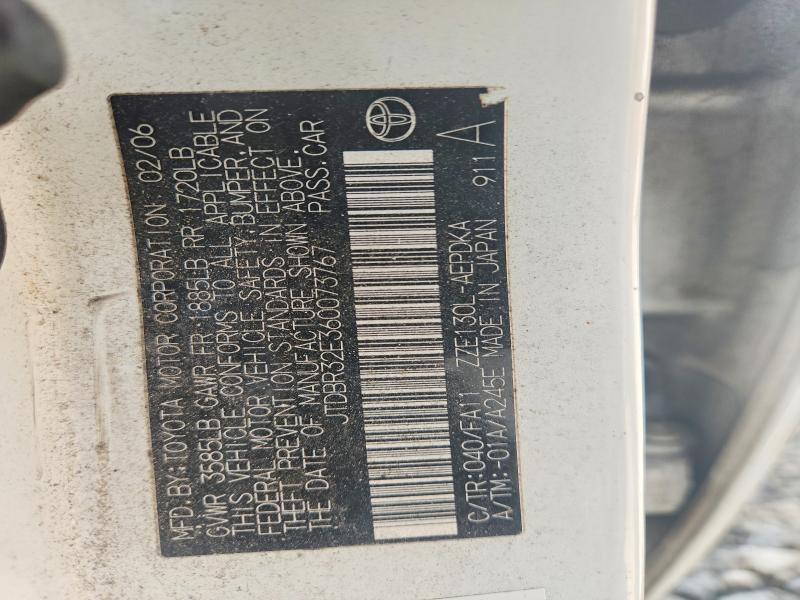 MFD. BY: TOYOTA MOTOR CORPORATION 02/06
GVWR 3585LB GAWR FR 1885LB RR 1720LB
THIS VEHICLE CONFORMS TO ALL APPLICABLE
FEDERAL MOTOR VEHICLE SAFETY, BUMPER, AND
THEFT PREVENTION STANDARDS IN EFFECT ON
THE DATE OF MANUFACTURE SHOWN ABOVE.
JTDBR32E360073767 PASS. CAR
C/TR: 040/FA11 ZZE130L-AEPDKA
A/TM: -01A/A245E MADE IN JAPAN 911 A